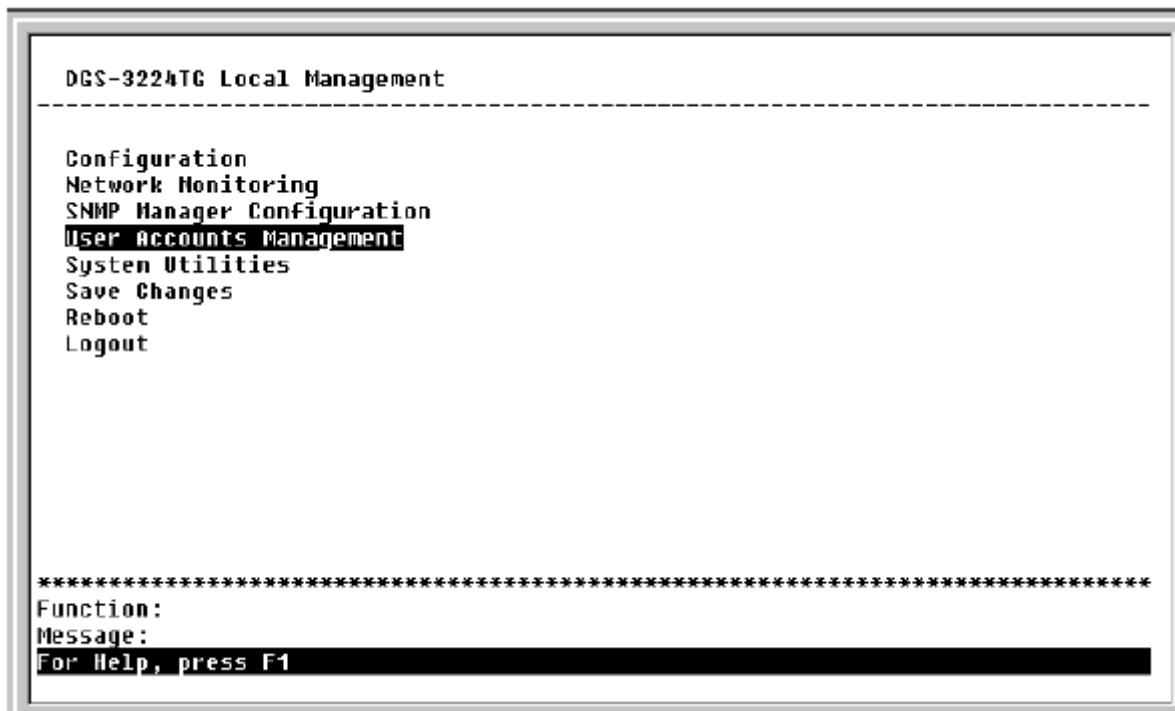 DGS-3224TG Local Management
--------------------------------------------------------------------------------
Configuration
Network Monitoring
SNMP Manager Configuration
User Accounts Management
System Utilities
Save Changes
Reboot
Logout
********************************************************************************
Function:
Message:
For Help, press F1